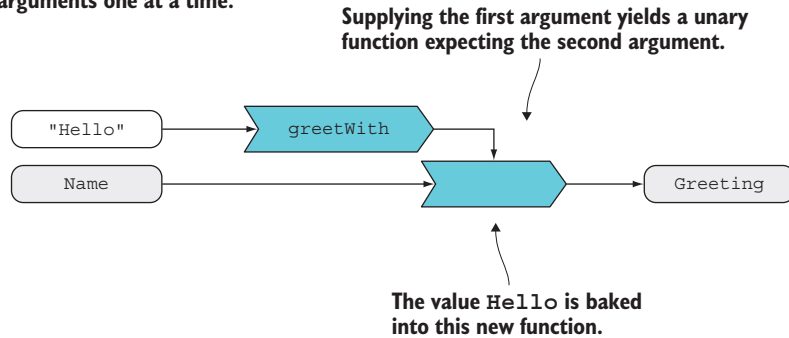 arguments one at a time.
Supplying the first argument yields a unary
function expecting the second argument.
"Hello"
greetWith
Name
Greeting
The value Hello is baked
into this new function.